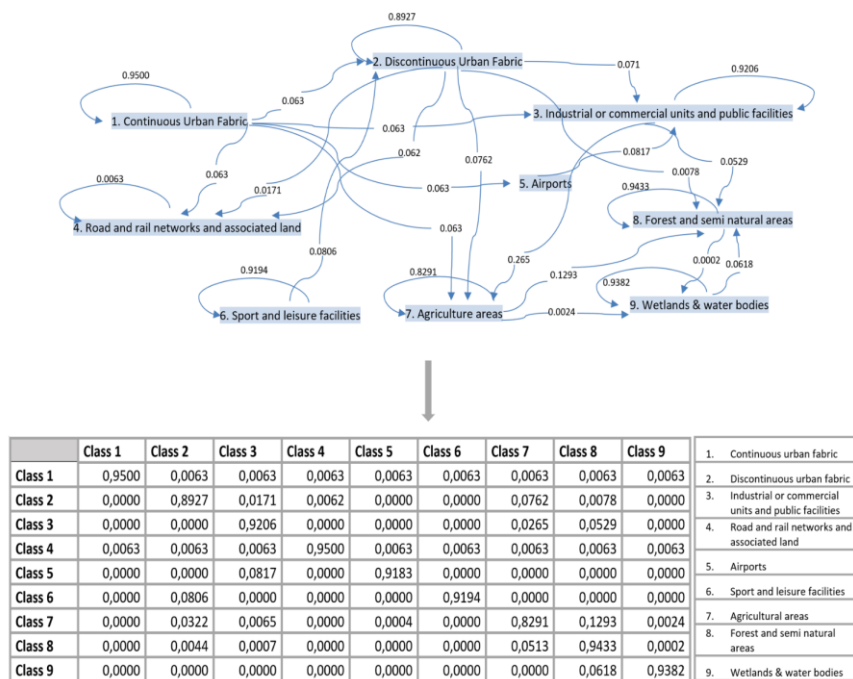 0.8927
2. Discontinuous Urban Fabric
0.071
0.9500
0.9206
0.063
3. Industrial or commercial units and public facilities
1. Continuous Urban Fabric
0.063
0.062
0.0762
0.0817
0.0529
0.063
0.0063
0.0171
0.063
5. Airports
0.0078
0.9433
4. Road and rail networks and associated land
8. Forest and semi natural areas
0.063
0.0806
0.265
0.0002
0.0618
0.9194
0.8291
0.1293
0.9382
6. Sport and leisure facilities
7. Agriculture areas
0.0024
9. Wetlands & water bodies
Class 1 Class 2 Class 3 Class 4 Class 5 Class 6 Class 7 Class 8 Class 9
Class 1 0,9500 0,0063 0,0063 0,0063 0,0063 0,0063 0,0063 0,0063 0,0063
Class 2 0,0000 0,8927 0,0171 0,0062 0,0000 0,0000 0,0762 0,0078 0,0000
Class 3 0,0000 0,0000 0,9206 0,0000 0,0000 0,0000 0,0265 0,0529 0,0000
Class 4 0,0063 0,0063 0,0063 0,9500 0,0063 0,0063 0,0063 0,0063 0,0063
Class 5 0,0000 0,0000 0,0817 0,0000 0,9183 0,0000 0,0000 0,0000 0,0000
Class 6 0,0000 0,0806 0,0000 0,0000 0,0000 0,9194 0,0000 0,0000 0,0000
Class 7 0,0000 0,0322 0,0065 0,0000 0,0004 0,0000 0,8291 0,1293 0,0024
Class 8 0,0000 0,0044 0,0007 0,0000 0,0000 0,0000 0,0513 0,9433 0,0002
Class 9 0,0000 0,0000 0,0000 0,0000 0,0000 0,0000 0,0000 0,0618 0,9382
1. Continuous urban fabric
2. Discontinuous urban fabric
3. Industrial or commercial
units and public facilities
4. Road and rail networks and
associated land
5. Airports
6. Sport and leisure facilities
7. Agricultural areas
8. Forest and semi natural
areas
9. Wetlands & water bodies